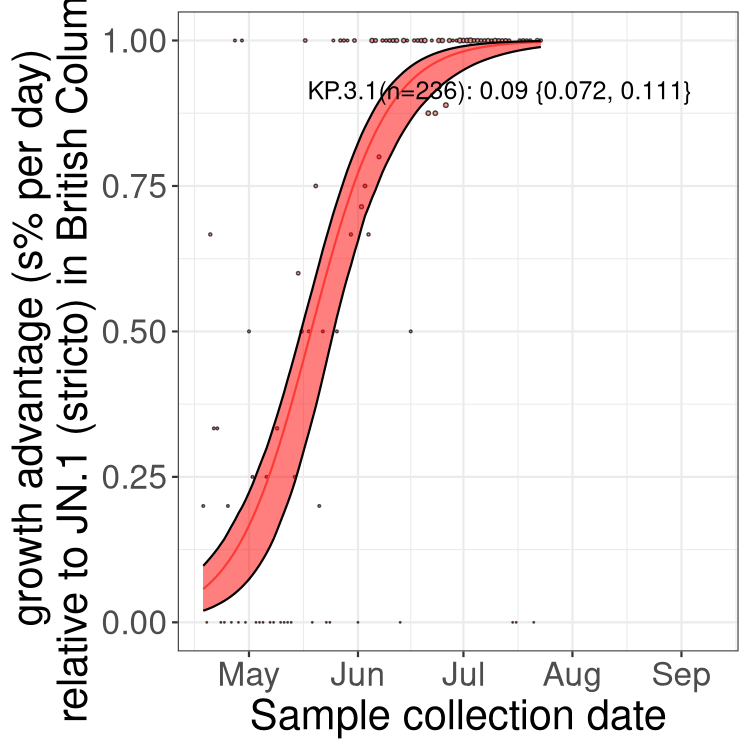 growth advantage (s% per day)
relative to JN.1 (stricto) in British Colum
1.00
0.75
0.50
0.25
0.00
KP.3.1(n=236): 0.09 {0.072, 0.111}
May Jun Jul Aug Sep
Sample collection date